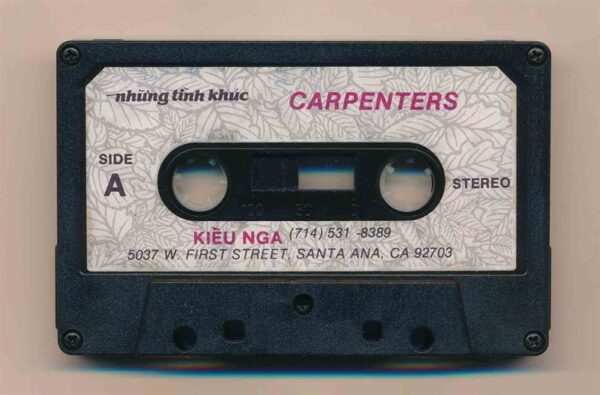 những tình khúc
CARPENTERS
SIDE
A
STEREO
100 50 0
KIỀU NGA (714) 531 -8389
5037 W. FIRST STREET, SANTA ANA, CA 92703